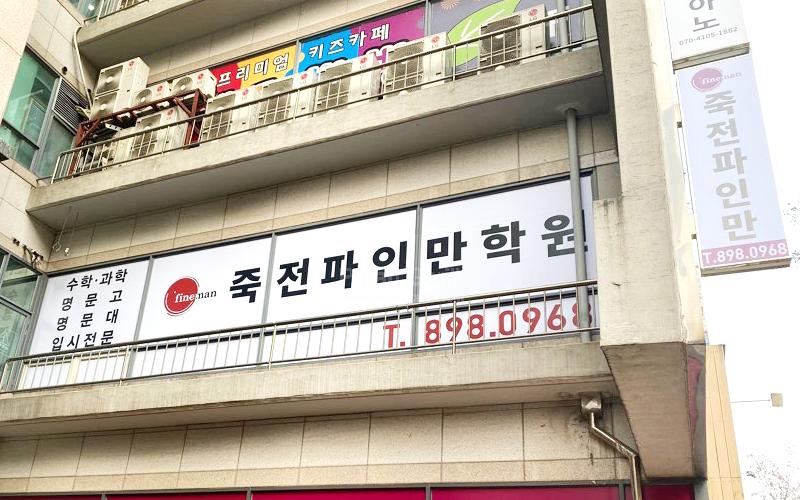 프리미엄 키즈카페
하노
070-4105-1882
fineman
죽전파인만
T.898.0968
수학·과학
명문고
명문대
입시전문
fineman
죽전파인만학원
T. 898.0968